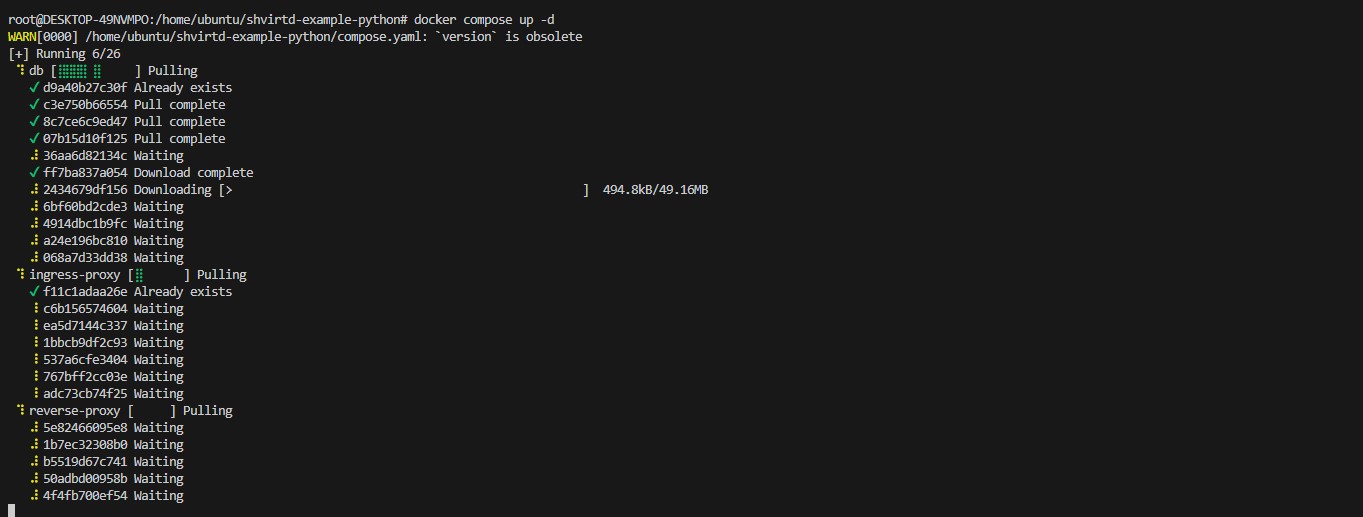 root@DESKTOP-49NVMPO:/home/ubuntu/shvirtd-example-python# docker compose up -d
WARN[0000] /home/ubuntu/shvirtd-example-python/compose.yaml: `version` is obsolete
[+] Running 6/26
⠹ db [⣿⣿⣿⣿ ⣿     ] Pulling
✔ d9a40b27c30f Already exists
✔ c3e750b66554 Pull complete
✔ 8c7ce6c9ed47 Pull complete
✔ 07b15d10f125 Pull complete
⠼ 36aa6d82134c Waiting
✔ ff7ba837a054 Download complete
⠼ 2434679df156 Downloading [>                                                  ]  494.8kB/49.16MB
⠼ 6bf60bd2cde3 Waiting
⠼ 4914dbc1b9fc Waiting
⠼ a24e196bc810 Waiting
⠼ 068a7d33dd38 Waiting
⠹ ingress-proxy [⣿      ] Pulling
✔ f11c1adaa26e Already exists
⠸ c6b156574604 Waiting
⠸ ea5d7144c337 Waiting
⠸ 1bbcb9df2c93 Waiting
⠸ 537a6cfe3404 Waiting
⠸ 767bff2cc03e Waiting
⠸ adc73cb74f25 Waiting
⠹ reverse-proxy [     ] Pulling
⠼ 5e82466095e8 Waiting
⠼ 1b7ec32308b0 Waiting
⠼ b5519d67c741 Waiting
⠼ 50adbd00958b Waiting
⠼ 4f4fb700ef54 Waiting